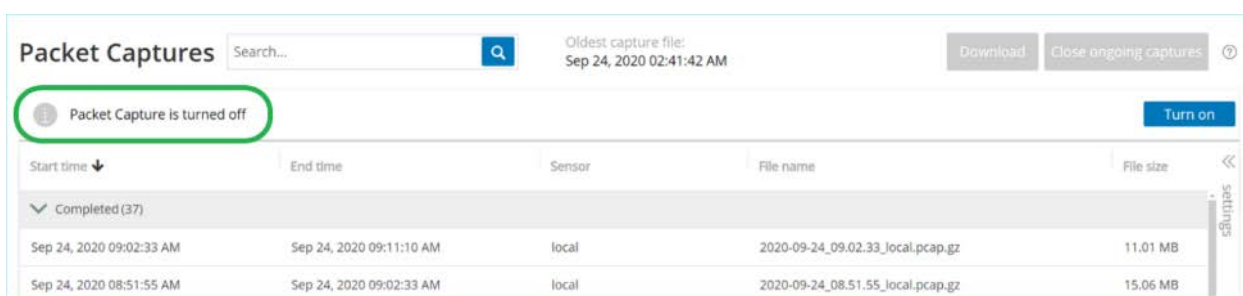 Packet Captures Search... Oldest capture file: Download Close ongoing captures
Sep 24, 2020 02:41:42 AM
Packet Capture is turned off Turn on
Start time End time Sensor File name File size
settings
Completed (37)
Sep 24, 2020 09:02:33 AM Sep 24, 2020 09:11:10 AM local 2020-09-24_09.02.33_local.pcap.gz 11.01 MB
Sep 24, 2020 08:51:55 AM Sep 24, 2020 09:02:33 AM local 2020-09-24_08.51.55_local.pcap.gz 15.06 MB